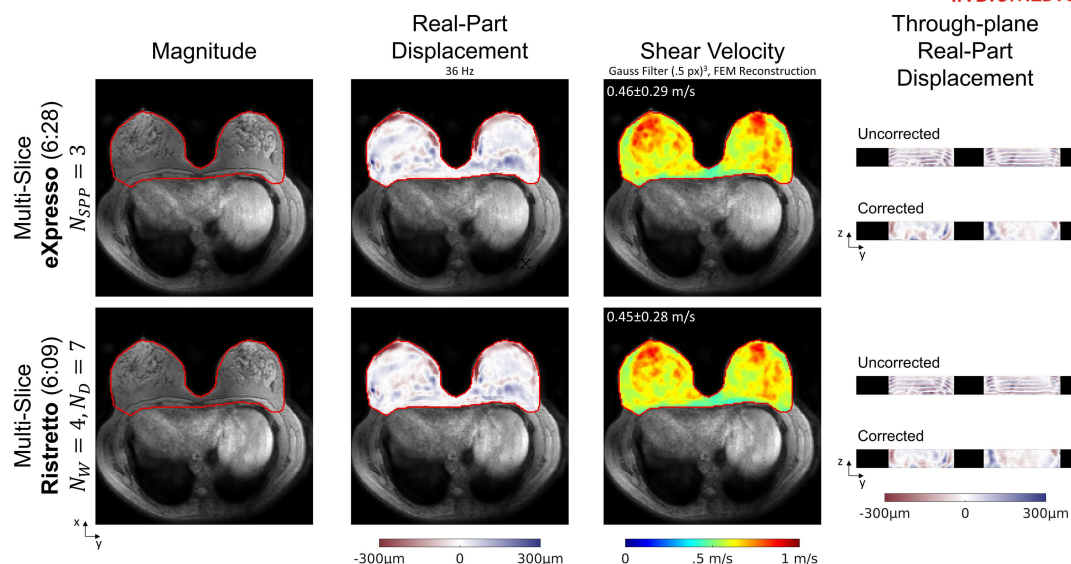 Magnitude
Real-Part
Displacement
36 Hz
Shear Velocity
Gauss Filter (.5 px)³, FEM Reconstruction
Through-plane
Real-Part
Displacement
Multi-Slice
eXpresso (6:28)
N_SPP = 3
0.46±0.29 m/s
Uncorrected
Corrected
z
y
Multi-Slice
Ristretto (6:09)
N_W = 4, N_D = 7
0.45±0.28 m/s
Uncorrected
Corrected
z
y
x
y
-300µm 0 300µm
0 .5 m/s 1 m/s
-300µm 0 300µm